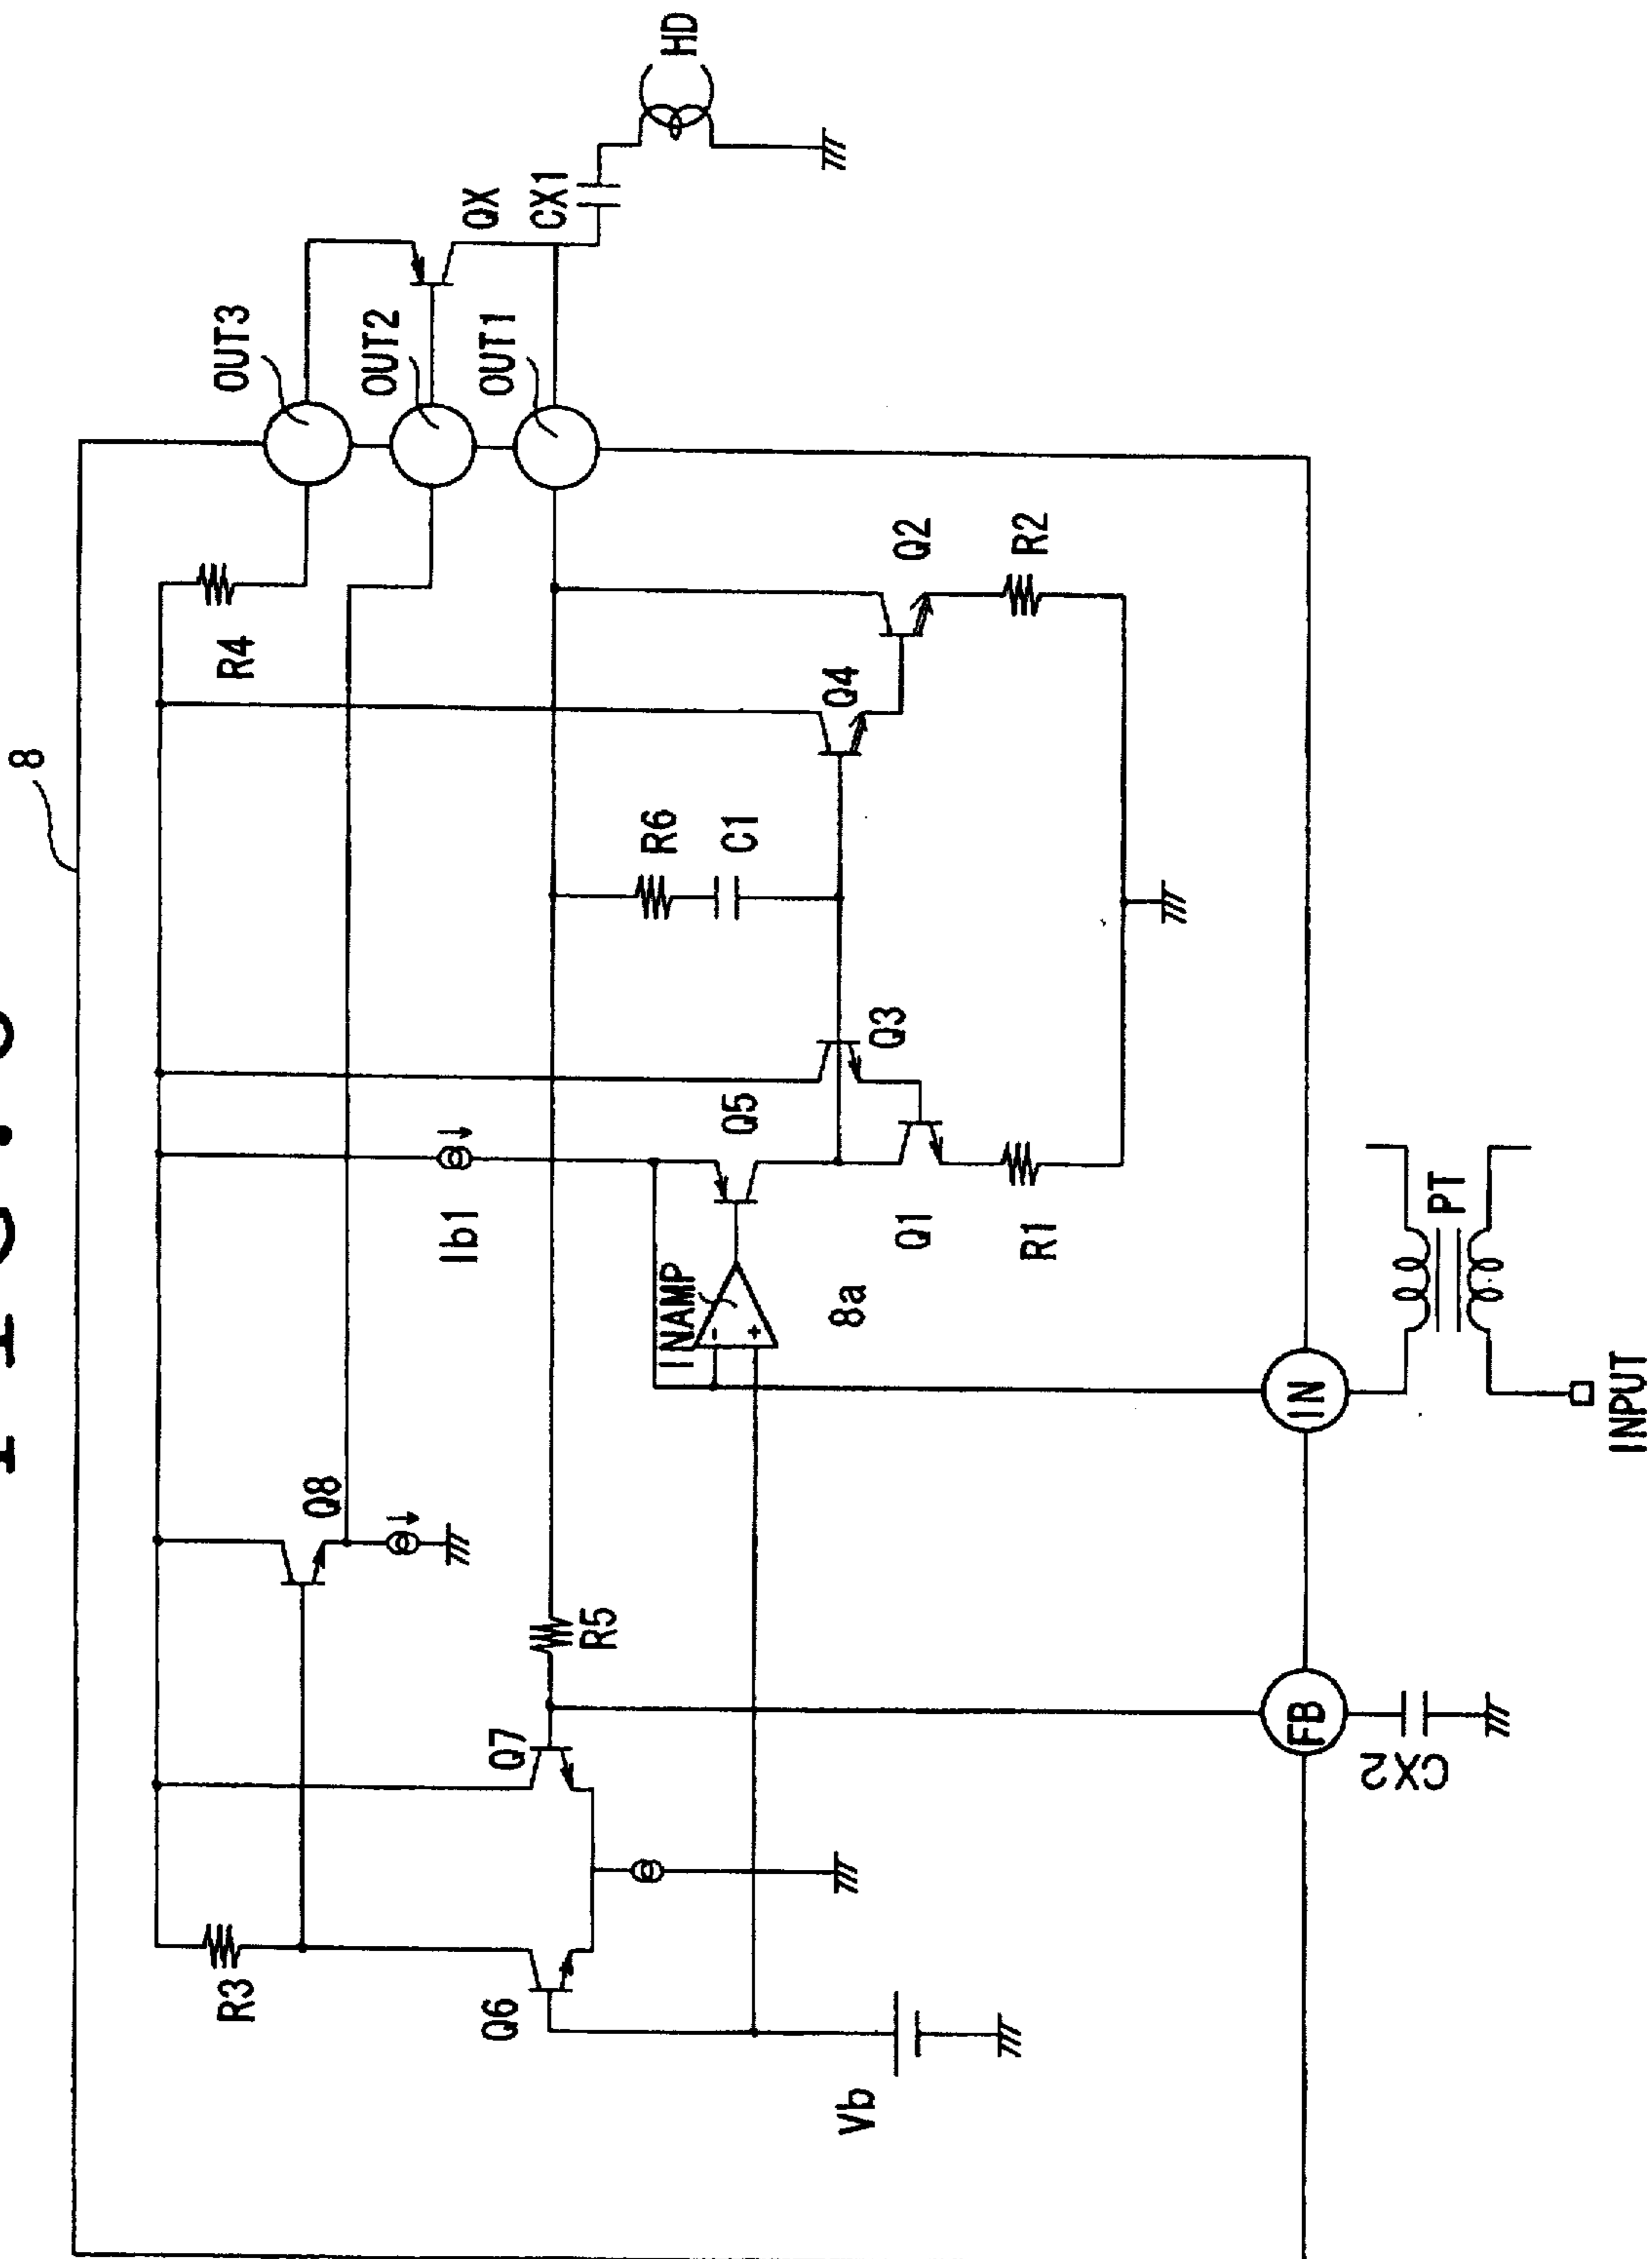 8
OUT3
OUT2
OUT1
QX
CX1
HD
R4
Q8
R3
Q6
Q7
R5
Ib1
INAMP
-
+
8a
Q5
Q3
Q1
R1
R6
C1
Q4
Q2
R2
Vb
FB
CX2
IN
PT
INPUT